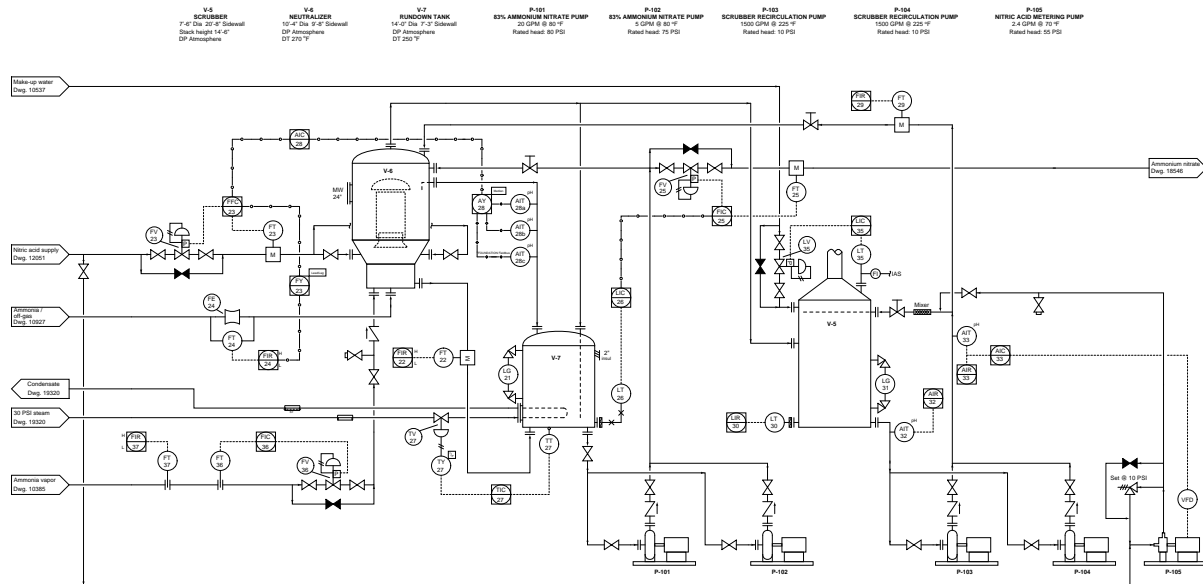 V-5
SCRUBBER
7'-6" Dia 20'-8" Sidewall
Stack height 14'-6"
DP Atmosphere
V-6
NEUTRALIZER
10'-4" Dia 9'-8" Sidewall
DP Atmosphere
DT 270 °F
V-7
RUNDOWN TANK
14'-0" Dia 7'-3" Sidewall
DP Atmosphere
DT 250 °F
P-101
83% AMMONIUM NITRATE PUMP
20 GPM @ 80 °F
Rated head: 80 PSI
P-102
83% AMMONIUM NITRATE PUMP
5 GPM @ 80 °F
Rated head: 75 PSI
P-103
SCRUBBER RECIRCULATION PUMP
1500 GPM @ 225 °F
Rated head: 10 PSI
P-104
SCRUBBER RECIRCULATION PUMP
1500 GPM @ 225 °F
Rated head: 10 PSI
P-105
NITRIC ACID METERING PUMP
2.4 GPM @ 70 °F
Rated head: 55 PSI
Make-up water
Dwg. 10537
FIR
29
FT
29
M
AIC
28
V-6
MW
24"
AY
28
AIT
28a
pH
AIT
28b
pH
AIT
28c
pH
FV
25
P
FIC
25
M
FT
25
Ammonium nitrate
Dwg. 18546
FFC
23
FV
23
P
FT
23
M
Nitric acid supply
Dwg. 12051
FY
23
LIC
35
LV
35
P
LT
35
FI
IAS
LIC
26
FE
24
Ammonia /
off-gas
Dwg. 10927
FT
24
FIR
24
H
L
FIR
22
H
L
FT
22
M
V-7
2"
LG
21
LT
26
V-5
Mixer
AIT
33
pH
AIC
33
AIR
33
LG
31
AIR
32
AIT
32
pH
LIR
30
LT
30
Condensate
Dwg. 19320
30 PSI steam
Dwg. 19320
TV
27
TY
27
TT
27
TIC
27
H
L
FIR
37
FT
37
FIC
36
FT
36
FV
36
P
Ammonia vapor
Dwg. 10385
Set @ 10 PSI
VFD
P-101
P-102
P-103
P-104
P-105